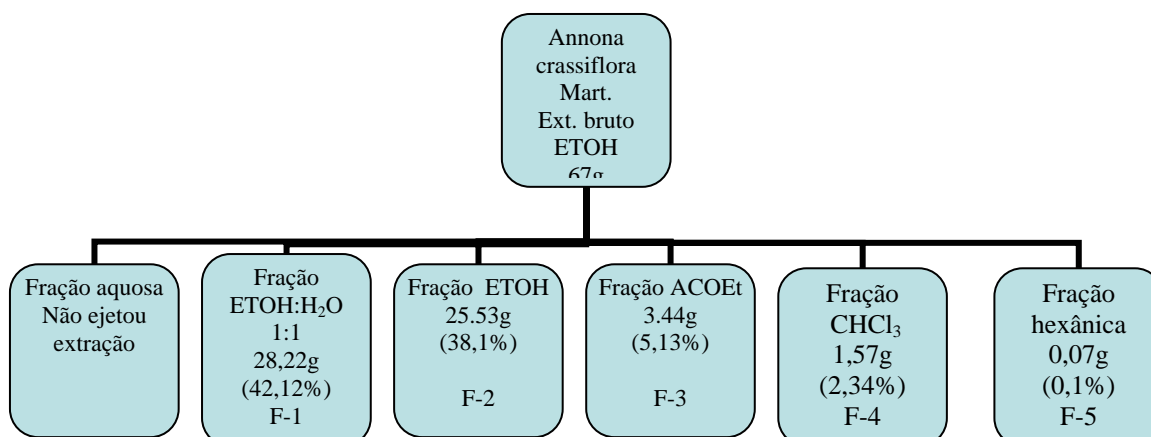 Annona
crassiflora
Mart.
Ext. bruto
ETOH
67g
Fração aquosa
Não ejetou
extração
Fração
ETOH:H₂O
1:1
28,22g
(42,12%)
F-1
Fração ETOH
25.53g
(38,1%)
F-2
Fração ACOEt
3.44g
(5,13%)
F-3
Fração
CHCl₃
1,57g
(2,34%)
F-4
Fração
hexânica
0,07g
(0,1%)
F-5